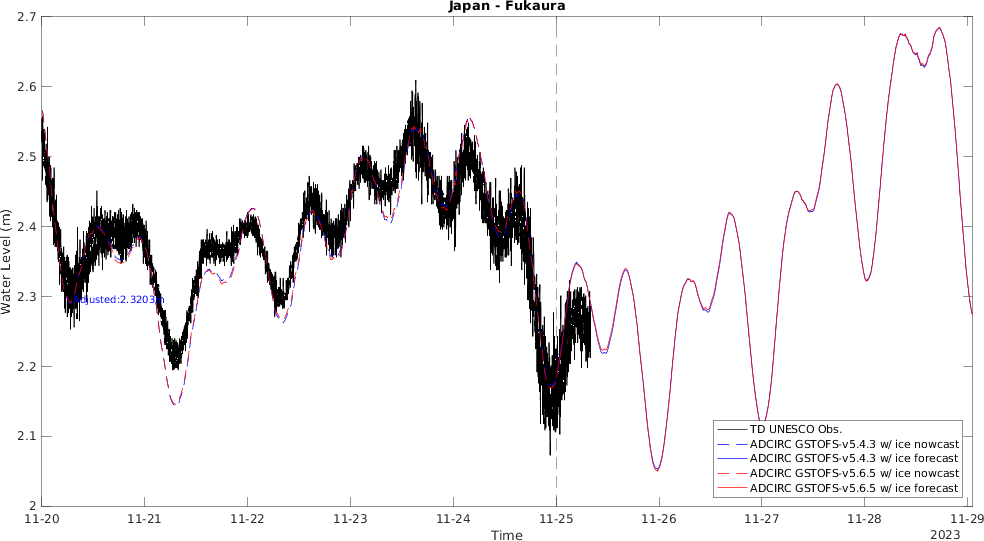 Japan - Fukaura
2.7
2.6
2.5
2.4
2.3
2.2
2.1
2
Water Level (m)
Adjusted:2.3203m
TD UNESCO Obs.
ADCIRC GSTOFS-v5.4.3 w/ ice nowcast
ADCIRC GSTOFS-v5.4.3 w/ ice forecast
ADCIRC GSTOFS-v5.6.5 w/ ice nowcast
ADCIRC GSTOFS-v5.6.5 w/ ice forecast
11-20 11-21 11-22 11-23 11-24 11-25 11-26 11-27 11-28 11-29
Time 2023